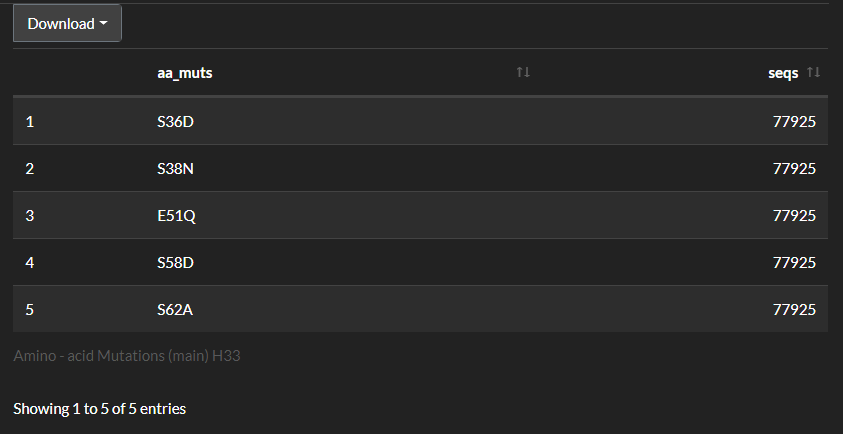 Download
aa_muts seqs
1 S36D 77925
2 S38N 77925
3 E51Q 77925
4 S58D 77925
5 S62A 77925
Amino - acid Mutations (main) H33
Showing 1 to 5 of 5 entries